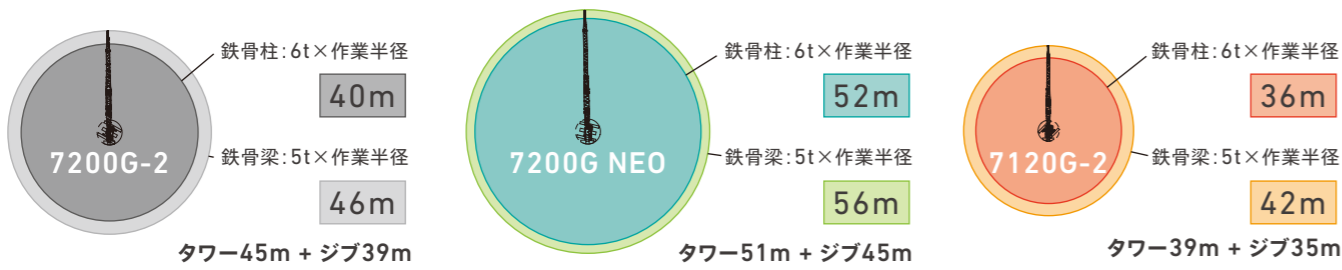 鉄骨柱:6t×作業半径
40m
7200G-2
鉄骨梁:5t×作業半径
46m
タワー45m + ジブ39m
鉄骨柱:6t×作業半径
52m
7200G NEO
鉄骨梁:5t×作業半径
56m
タワー51m + ジブ45m
鉄骨柱:6t×作業半径
36m
7120G-2
鉄骨梁:5t×作業半径
42m
タワー39m + ジブ35m